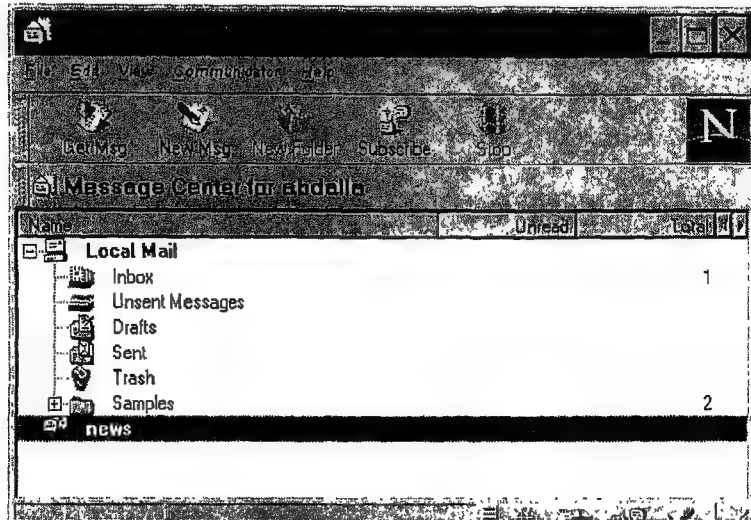 File Edit View Communicator Help
Get Msg New Msg New Folder Subscribe Stop
N
Message Center for abdalla
Name Unread Total
Local Mail
Inbox 1
Unsent Messages
Drafts
Sent
Trash
Samples 2
news